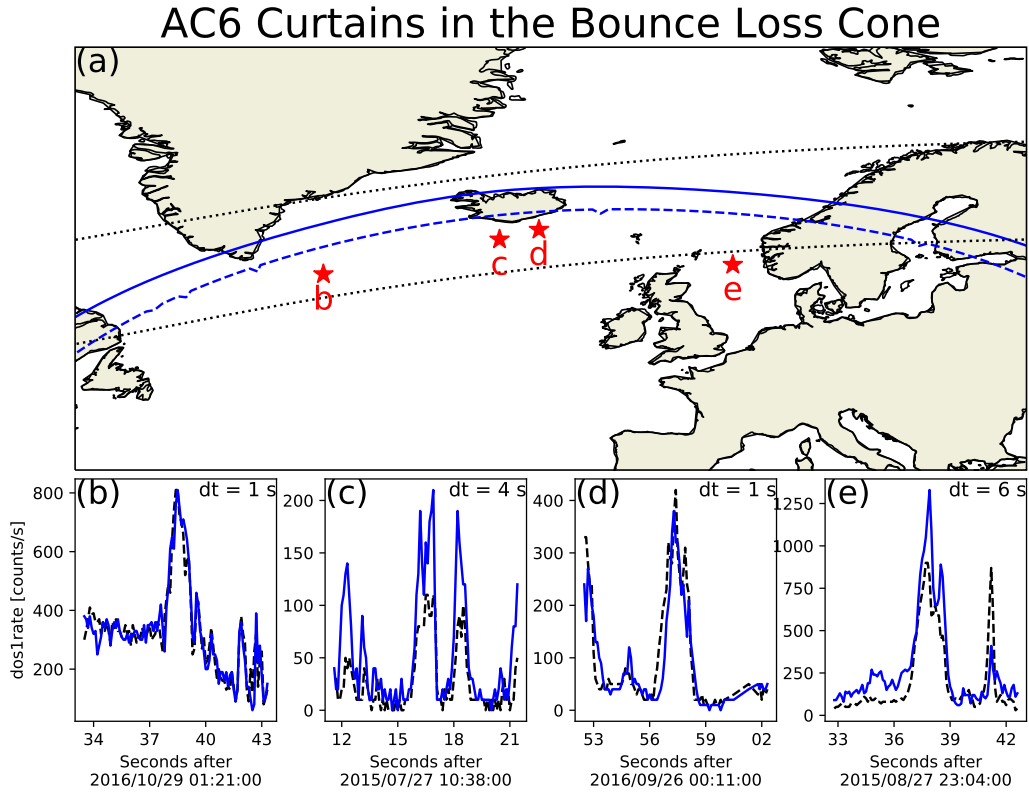 AC6 Curtains in the Bounce Loss Cone
(a)
b
c
d
e
(b)
dt = 1 s
(c)
dt = 4 s
(d)
dt = 1 s
(e)
dt = 6 s
dos1rate [counts/s]
800
600
400
200
34 37 40 43
Seconds after
2016/10/29 01:21:00
200
150
100
50
0
12 15 18 21
Seconds after
2015/07/27 10:38:00
400
300
200
100
0
53 56 59 02
Seconds after
2016/09/26 00:11:00
1250
1000
750
500
250
0
33 36 39 42
Seconds after
2015/08/27 23:04:00